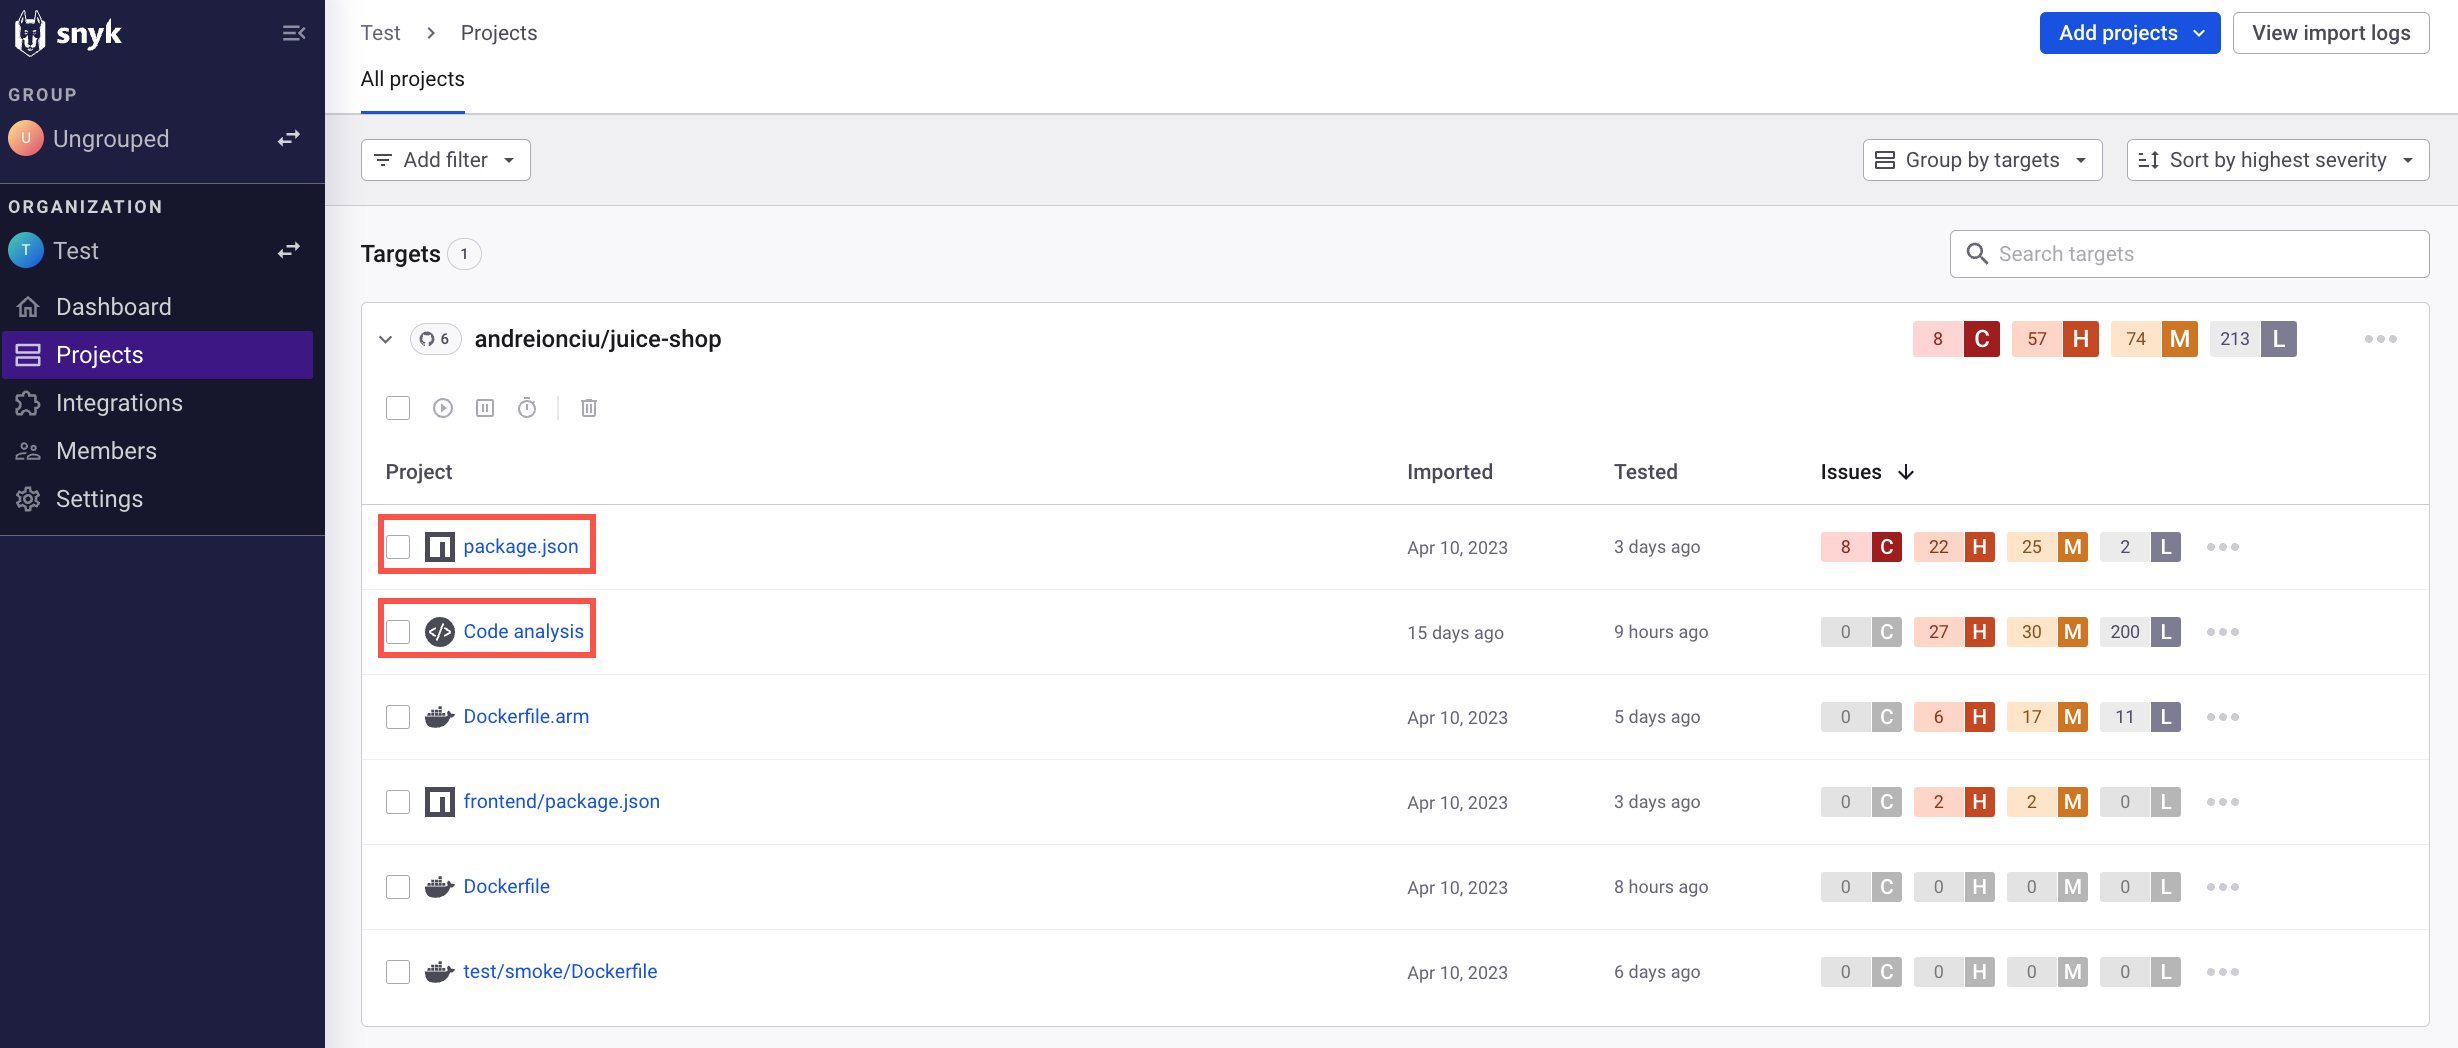 snyk
GROUP
U Ungrouped
ORGANIZATION
T Test
Dashboard
Projects
Integrations
Members
Settings
Test > Projects
Add projects
View import logs
All projects
Add filter
Group by targets
Sort by highest severity
Targets 1
Search targets
6 andreionciu/juice-shop 8 C 57 H 74 M 213 L
Project Imported Tested Issues
package.json Apr 10, 2023 3 days ago 8 C 22 H 25 M 2 L
Code analysis 15 days ago 9 hours ago 0 C 27 H 30 M 200 L
Dockerfile.arm Apr 10, 2023 5 days ago 0 C 6 H 17 M 11 L
frontend/package.json Apr 10, 2023 3 days ago 0 C 2 H 2 M 0 L
Dockerfile Apr 10, 2023 8 hours ago 0 C 0 H 0 M 0 L
test/smoke/Dockerfile Apr 10, 2023 6 days ago 0 C 0 H 0 M 0 L